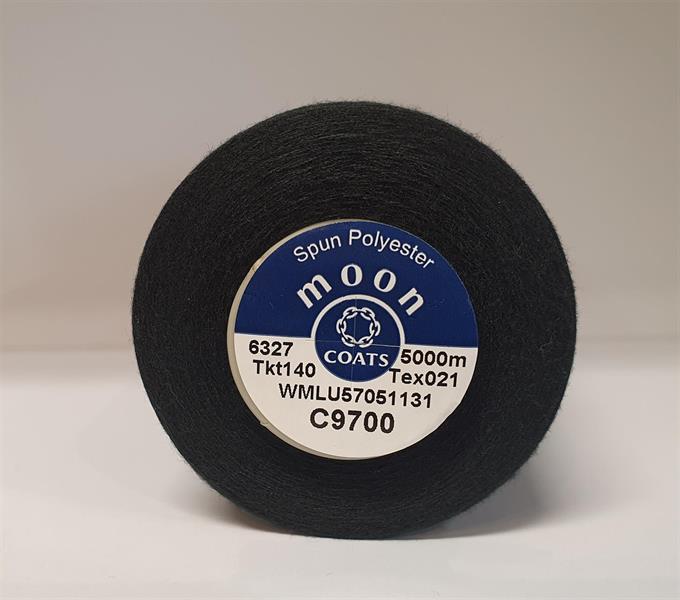 Spun Polyester
moon
COATS
6327 5000m
Tkt140 Tex021
WMLU57051131
C9700